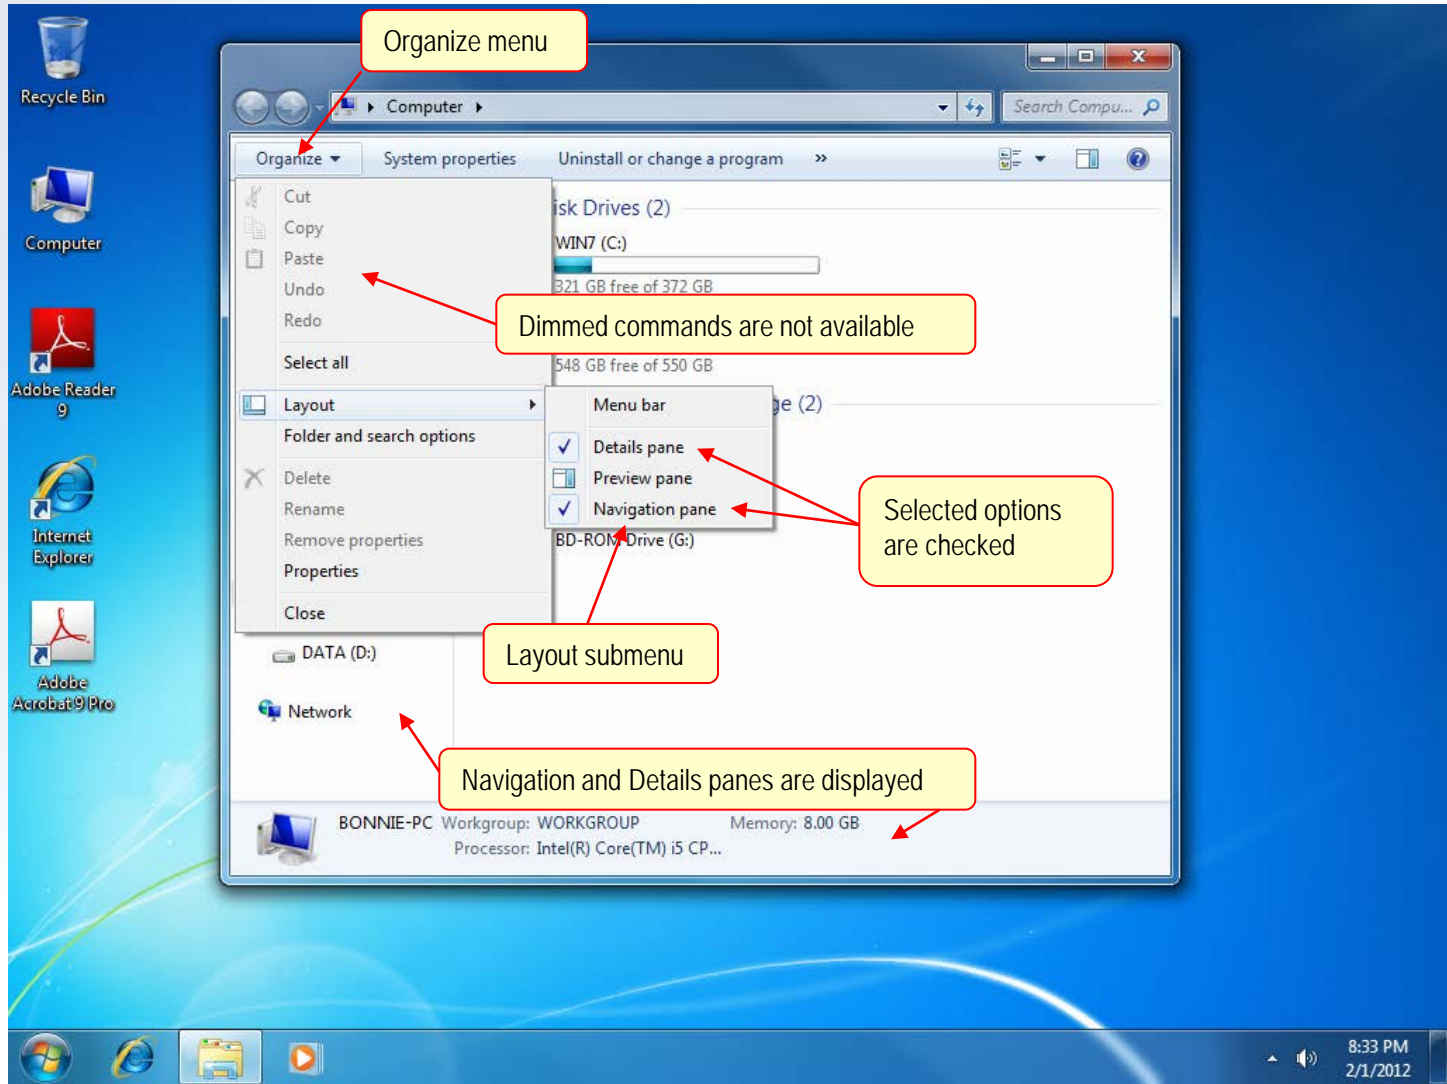 Organize menu
Recycle Bin
Computer
Search Compu...
Organize
System properties
Uninstall or change a program
»
Cut
Copy
Paste
Undo
Redo
Select all
Layout
Folder and search options
Delete
Rename
Remove properties
Properties
Close
isk Drives (2)
WIN7 (C:)
321 GB free of 372 GB
Dimmed commands are not available
548 GB free of 550 GB
Menu bar
Details pane
Preview pane
Navigation pane
ge (2)
Selected options
are checked
BD-ROM Drive (G:)
Layout submenu
DATA (D:)
Network
Navigation and Details panes are displayed
BONNIE-PC Workgroup: WORKGROUP Memory: 8.00 GB
Processor: Intel(R) Core(TM) i5 CP...
Computer
Adobe Reader
9
Internet
Explorer
Adobe
Acrobat 9 Pro
8:33 PM
2/1/2012